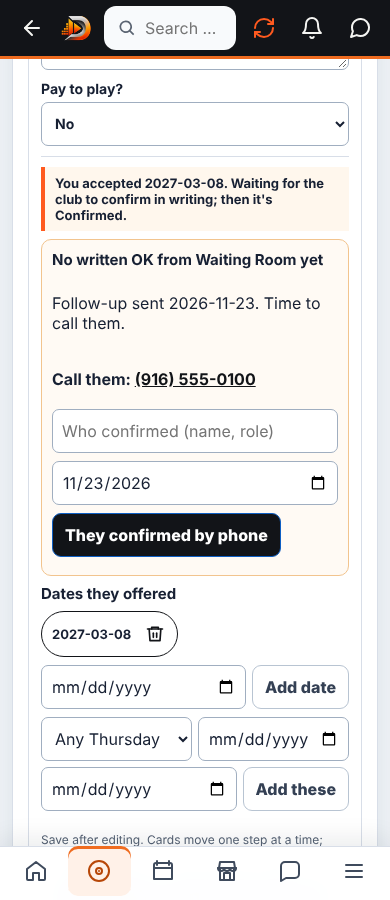 Search ...
Pay to play?
No
You accepted 2027-03-08. Waiting for the
club to confirm in writing; then it's
Confirmed.
No written OK from Waiting Room yet
Follow-up sent 2026-11-23. Time to
call them.
Call them: (916) 555-0100
Who confirmed (name, role)
11/23/2026
They confirmed by phone
Dates they offered
2027-03-08
mm/dd/yyyy
Add date
Any Thursday
mm/dd/yyyy
mm/dd/yyyy
Add these
Save after editing. Cards move one step at a time;